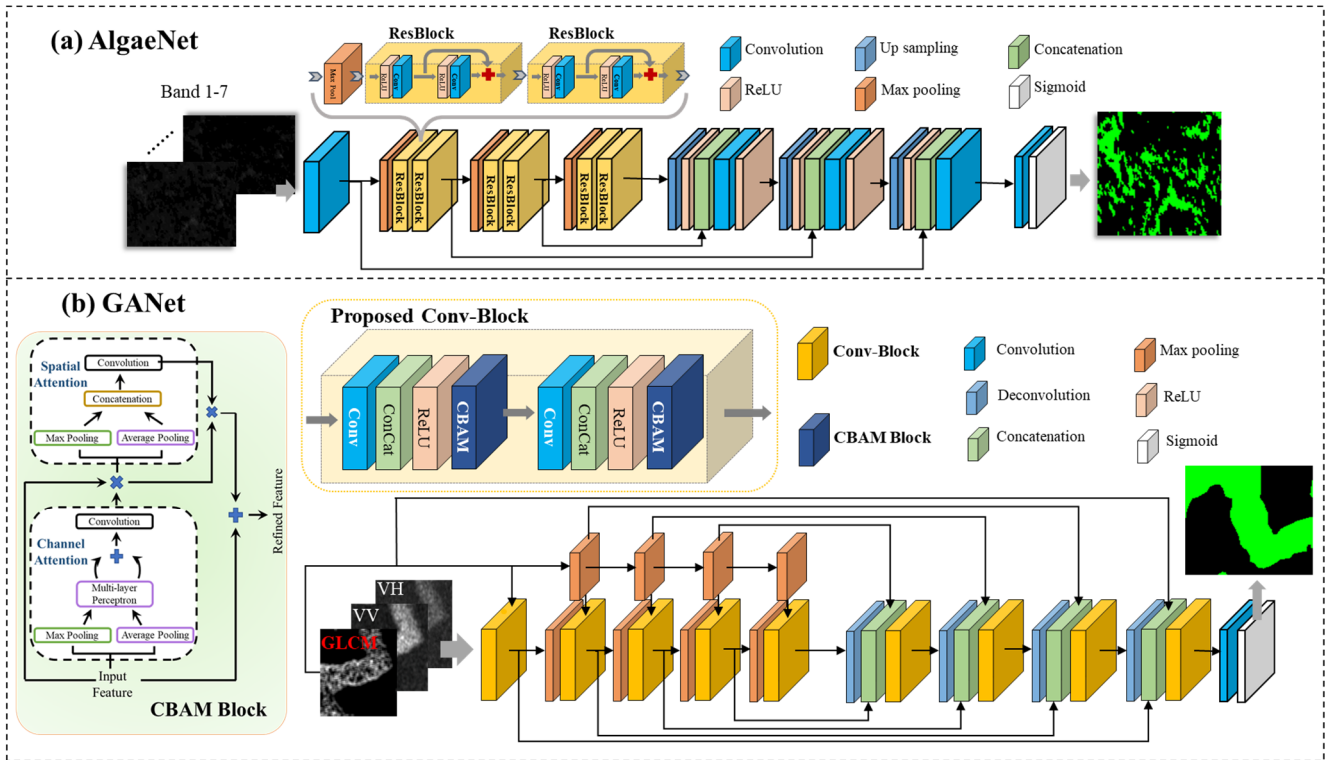 (a) AlgaeNet
ResBlock
ResBlock
Max Pool
ReLU
Conv
ReLU
Conv
ReLU
Conv
ReLU
Conv
Convolution
Up sampling
Concatenation
ReLU
Max pooling
Sigmoid
Band 1-7
ResBlock
ResBlock
ResBlock
ResBlock
ResBlock
ResBlock
(b) GANet
Convolution
Spatial
Attention
Concatenation
Max Pooling
Average Pooling
Convolution
Channel
Attention
Multi-layer
Perceptron
Max Pooling
Average Pooling
Input
Feature
CBAM Block
Refined Feature
Proposed Conv-Block
Conv
ConCat
ReLU
CBAM
Conv
ConCat
ReLU
CBAM
Conv-Block
CBAM Block
Convolution
Max pooling
Deconvolution
ReLU
Concatenation
Sigmoid
VH
VV
GLCM